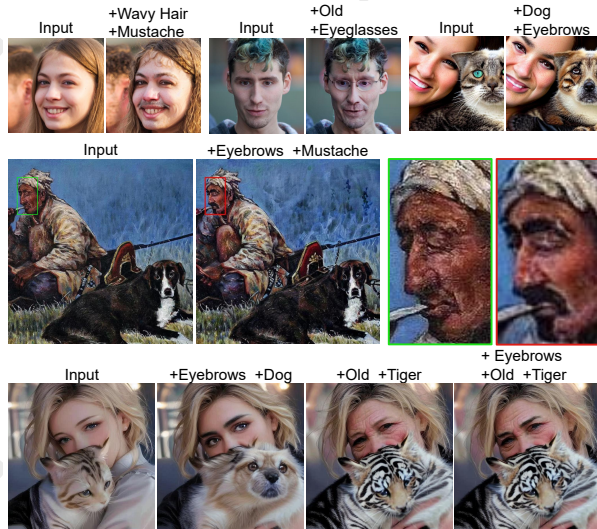 Input
+Wavy Hair
+Mustache
Input
+Old
+Eyeglasses
Input
+Dog
+Eyebrows
Input
+Eyebrows +Mustache
Input
+Eyebrows +Dog
+Old +Tiger
+ Eyebrows
+Old +Tiger